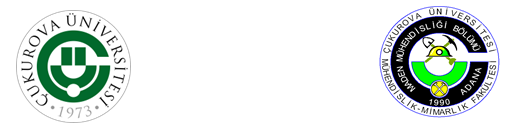 ÇUKUROVA ÜNİVERSİTESİ
1973
ÇUKUROVA ÜNİVERSİTESİ
MÜHENDİSLİK-MİMARLIK FAKÜLTESİ
MADEN MÜHENDİSLİĞİ BÖLÜMÜ
1990 ADANA